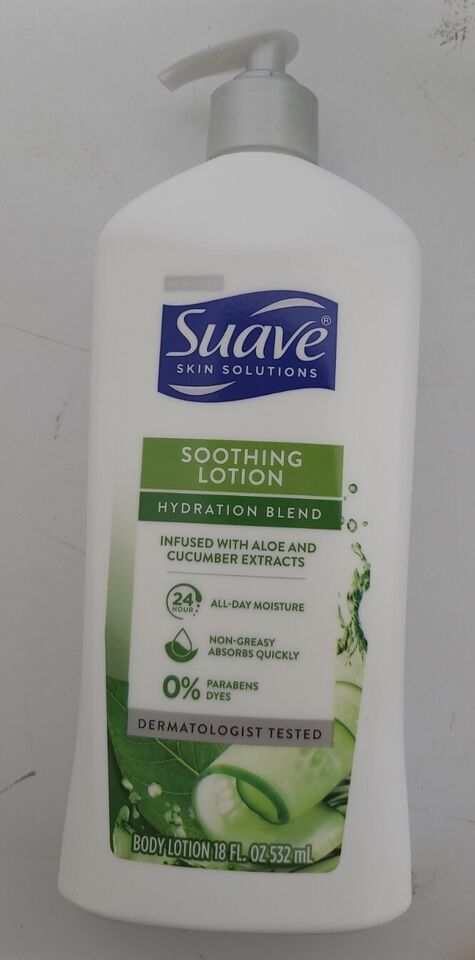 Suave®
SKIN SOLUTIONS
SOOTHING
LOTION
HYDRATION BLEND
INFUSED WITH ALOE AND
CUCUMBER EXTRACTS
24
HOUR
ALL-DAY MOISTURE
NON-GREASY
ABSORBS QUICKLY
0% PARABENS
DYES
DERMATOLOGIST TESTED
BODY LOTION 18 FL. OZ 532 mL